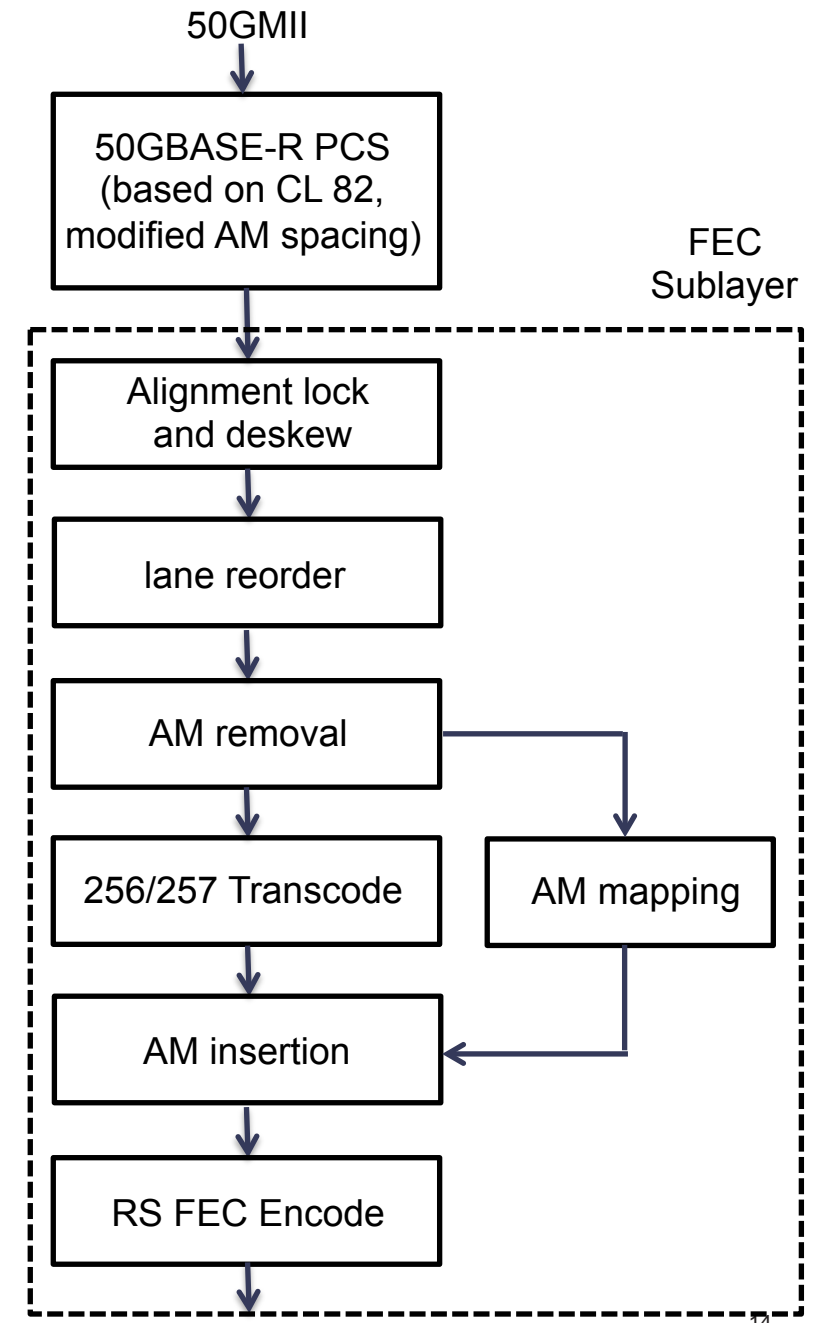 50GMII
50GBASE-R PCS
(based on CL 82,
modified AM spacing)
FEC
Sublayer
Alignment lock
and deskew
lane reorder
AM removal
256/257 Transcode
AM mapping
AM insertion
RS FEC Encode